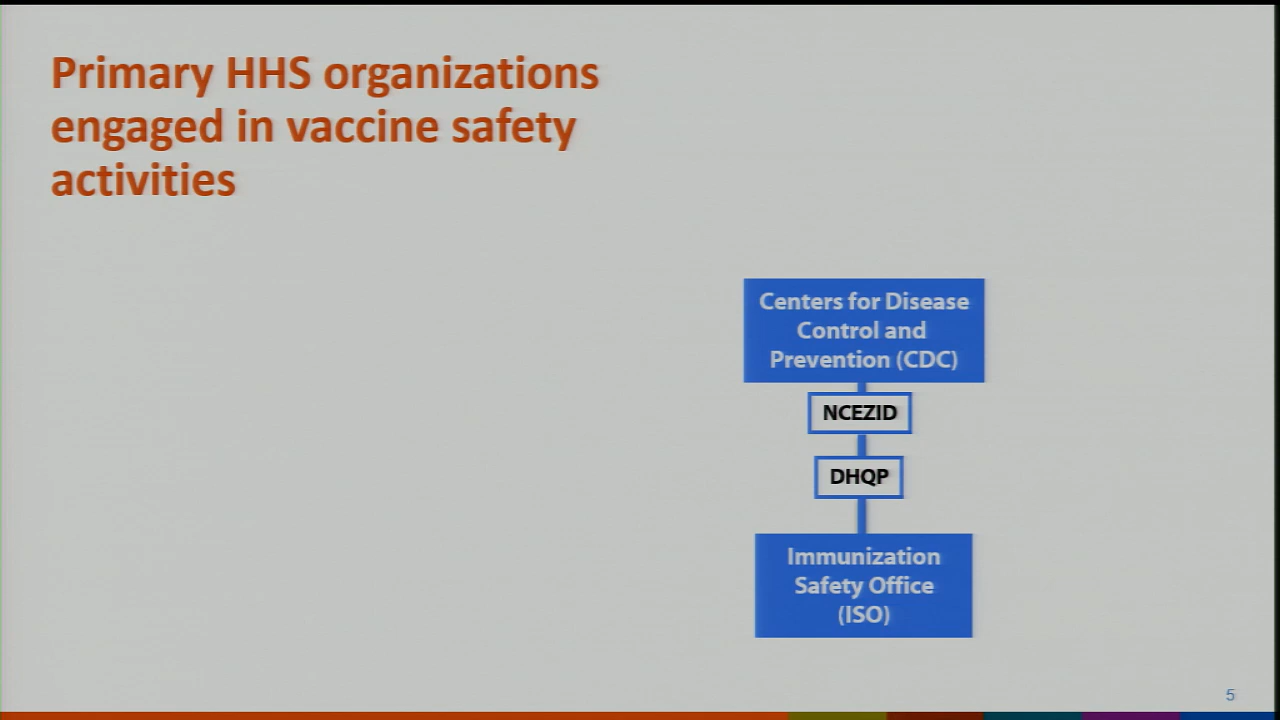 Primary HHS organizations
engaged in vaccine safety
activities
Centers for Disease
Control and
Prevention (CDC)
NCEZID
DHQP
Immunization
Safety Office
(ISO)
5